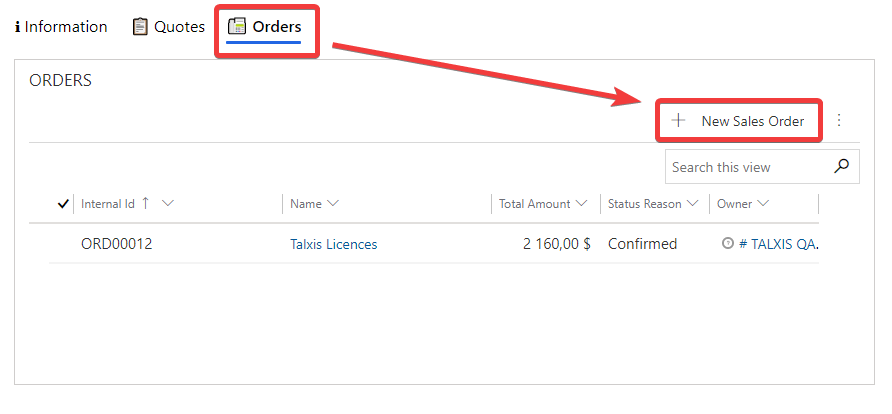 Information Quotes Orders
ORDERS
New Sales Order
Search this view
Internal Id Name Total Amount Status Reason Owner
ORD00012 Talxis Licences 2 160,00 $ Confirmed # TALXIS QA.